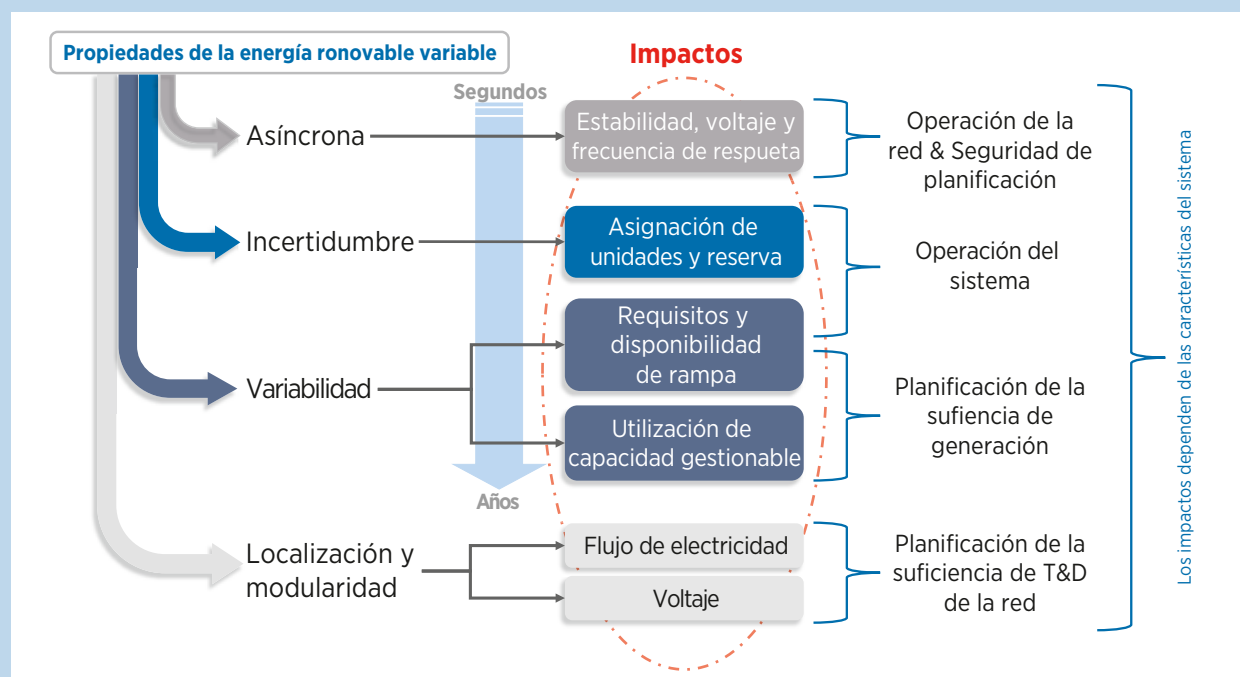 Propiedades de la energía ronovable variable
Impactos
Segundos
Asíncrona
Estabilidad, voltaje y
frecuencia de respueta
Operación de la
red & Seguridad de
planificación
Incertidumbre
Asignación de
unidades y reserva
Operación del
sistema
Variabilidad
Requisitos y
disponibilidad
de rampa
Utilización de
capacidad gestionable
Planificación de la
sufiencia de
generación
Años
Localización y
modularidad
Flujo de electricidad
Voltaje
Planificación de la
suficiencia de T&D
de la red
Los impactos dependen de las características del sistema